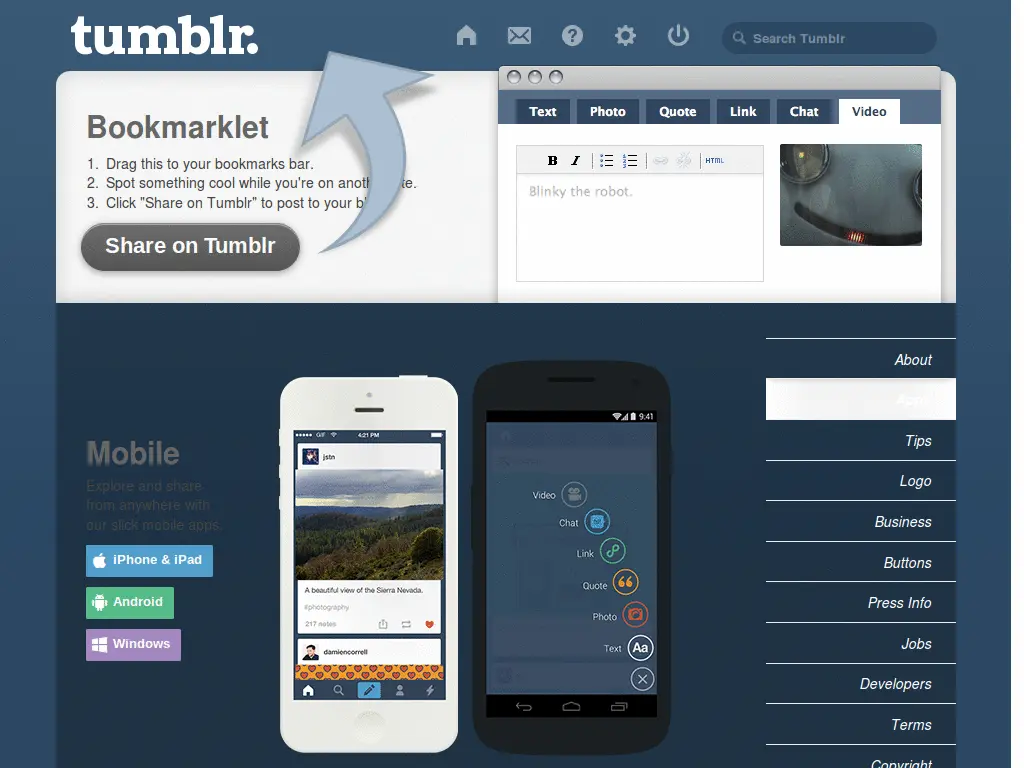 tumblr.
Search Tumblr
Bookmarklet
1. Drag this to your bookmarks bar.
2. Spot something cool while you're on anoth te.
3. Click "Share on Tumblr" to post to your bl
Share on Tumblr
Text Photo Quote Link Chat Video
B I HTML
Blinky the robot.
Mobile
Explore and share
from anywhere with
our slick mobile apps.
iPhone & iPad
Android
Windows
GIF 4:21 PM
jstn
A beautiful view of the Sierra Nevada.
#photography
217 notes
damiencorrell
9:41
Video
Chat
Link
Quote
Photo
Text Aa
About
Apps
Tips
Logo
Business
Buttons
Press Info
Jobs
Developers
Terms
Copyright